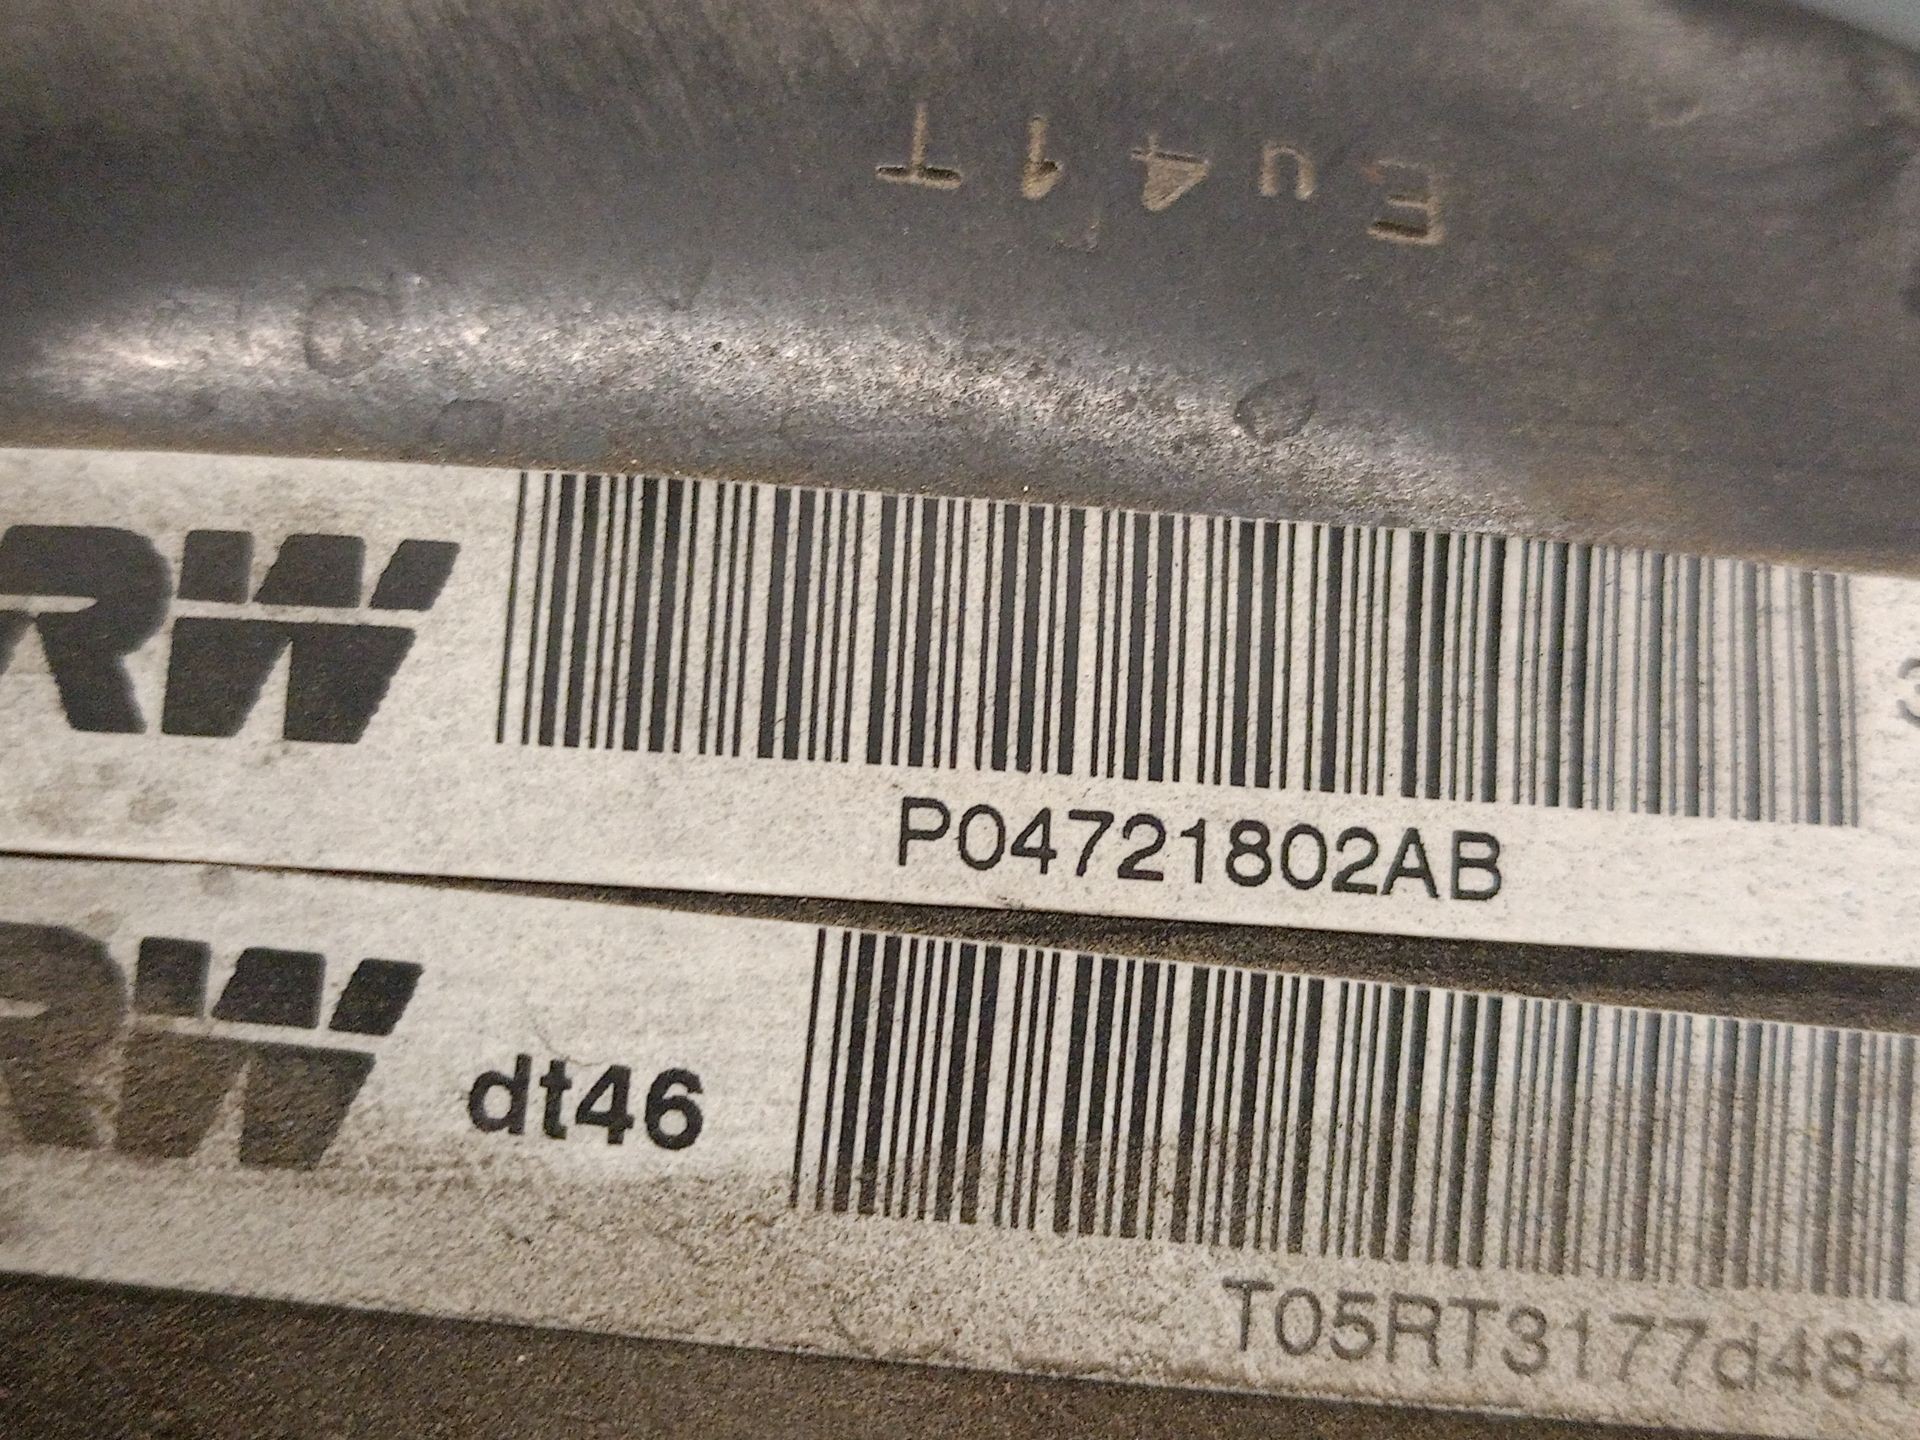 Eu41T
RW
P04721802AB
RW dt46
T05RT3177d484